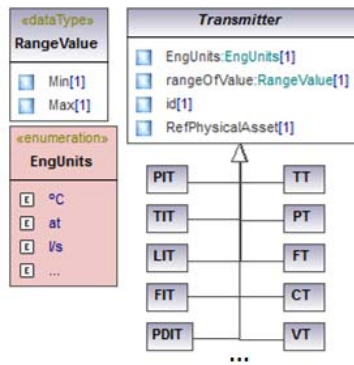 «dataType»
RangeValue
Min[1]
Max[1]
«enumeration»
EngUnits
E ºC
E at
E l/s
E ...
Transmitter
EngUnits:EngUnits[1]
rangeOfValue:RangeValue[1]
id[1]
RefPhysicalAsset[1]
PIT TT
TIT PT
LIT FT
FIT CT
PDIT VT
...